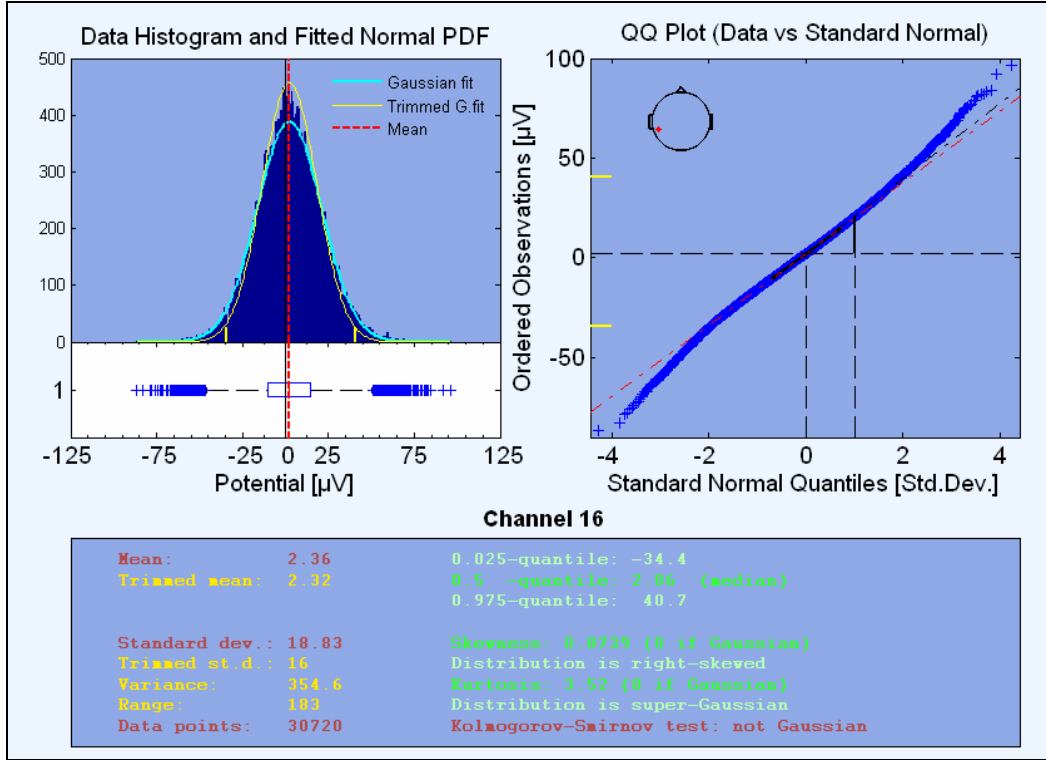 Data Histogram and Fitted Normal PDF
500
400
300
200
100
0
Gaussian fit
Trimmed G.fit
Mean
1
-125 -75 -25 0 25 75 125
Potential [µV]
QQ Plot (Data vs Standard Normal)
100
50
0
-50
Ordered Observations [µV]
-4 -2 0 2 4
Standard Normal Quantiles [Std.Dev.]
Channel 16
Mean: 2.36
Trimmed mean: 2.32
Standard dev.: 18.83
Trimmed st.d.: 16
Variance: 354.6
Range: 183
Data points: 30720
0.025-quantile: -34.4
0.5 -quantile: 2.06 (median)
0.975-quantile: 40.7
Skewness: 0.0739 (0 if Gaussian)
Distribution is right-skewed
Kurtosis: 3.52 (0 if Gaussian)
Distribution is super-Gaussian
Kolmogorov-Smirnov test: not Gaussian